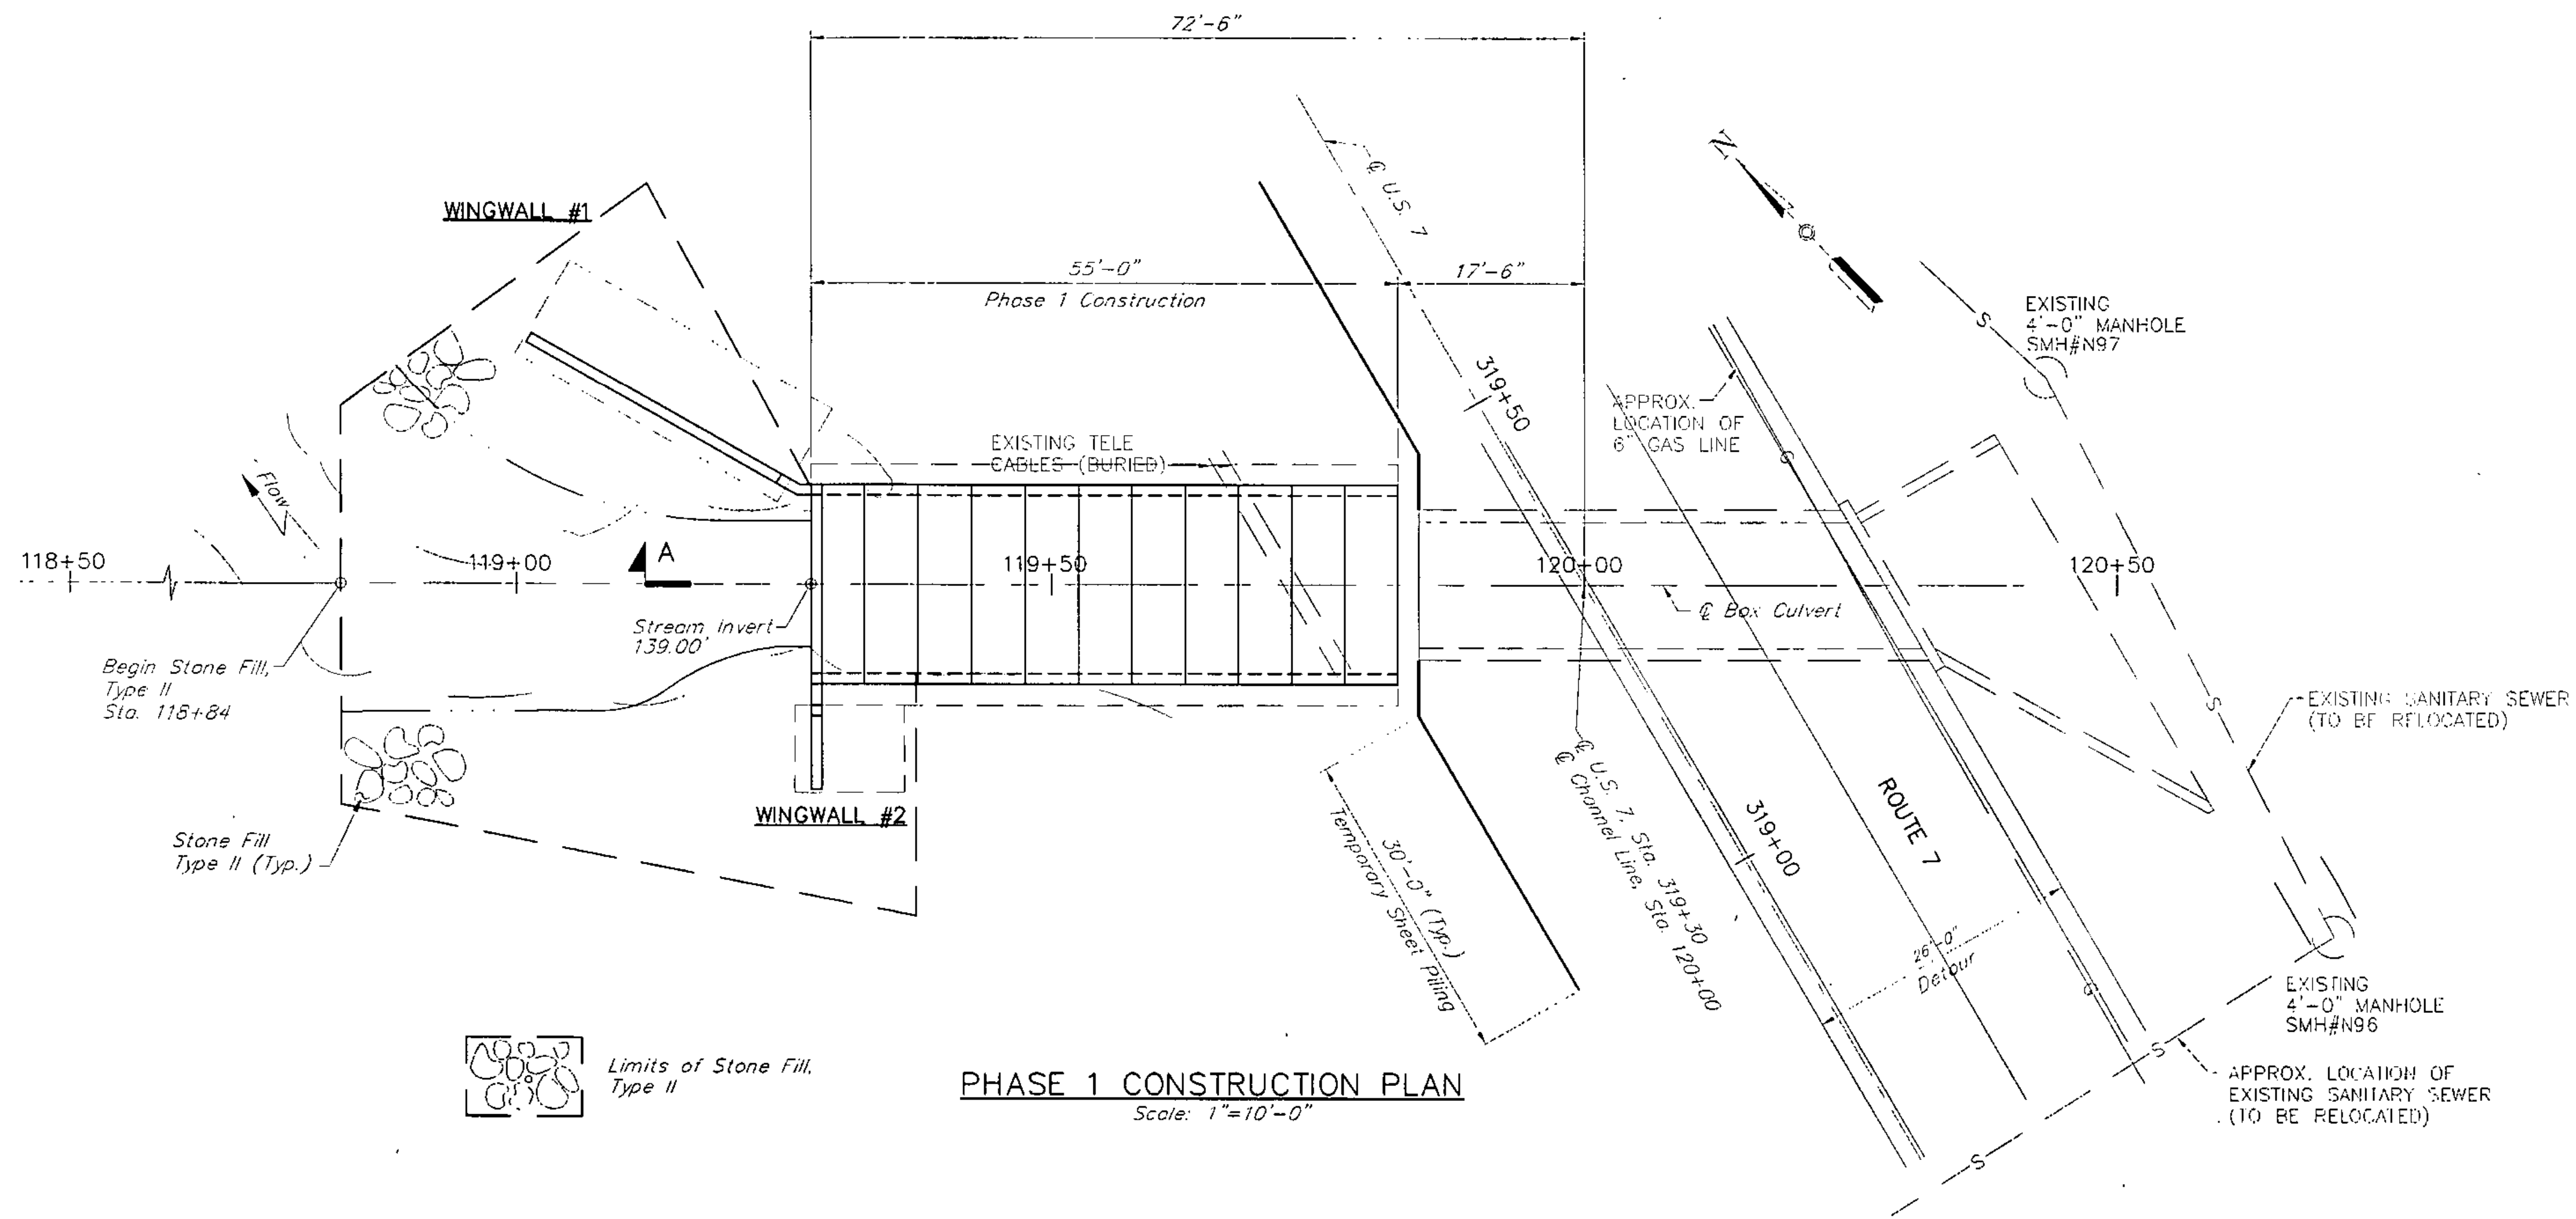 72'-6"
WINGWALL #1
℄ U.S. 7
N
55'-0"
17'-6"
Phase 1 Construction
319+50
EXISTING
4'-0" MANHOLE
SMH#N97
S
APPROX.
LOCATION OF
6" GAS LINE
G
EXISTING TELE
CABLES (BURIED)
Flow
118+50
119+00
A
119+50
120+00
120+50
℄ Box Culvert
Stream Invert
139.00'
Begin Stone Fill,
Type II
Sta. 118+84
S
EXISTING SANITARY SEWER
(TO BE RELOCATED)
WINGWALL #2
Stone Fill
Type II (Typ.)
30'-0" (Typ.)
Temporary Sheet Piling
℄ U.S. 7, Sta. 319+30
℄ Channel Line, Sta. 120+00
319+00
ROUTE 7
26'-0"
Detour
G
EXISTING
4'-0" MANHOLE
SMH#N96
S
APPROX. LOCATION OF
EXISTING SANITARY SEWER
(TO BE RELOCATED)
S
Limits of Stone Fill,
Type II
PHASE 1 CONSTRUCTION PLAN
Scale: 1"=10'-0"